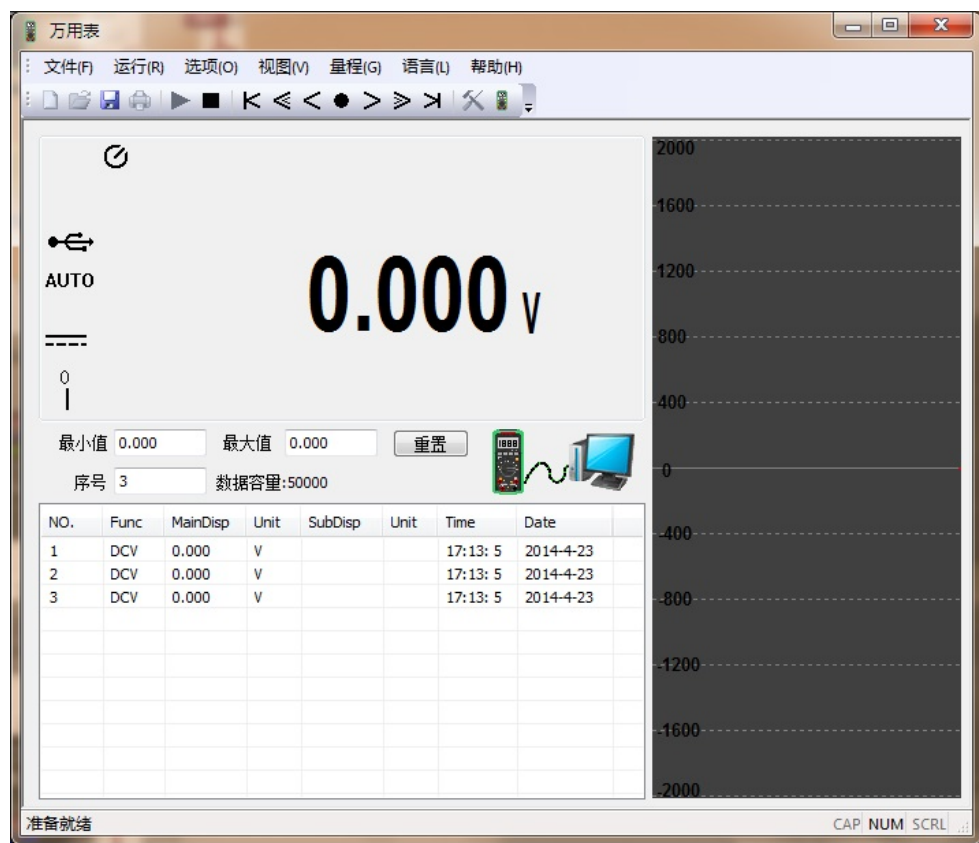 万用表
文件(F) 运行(R) 选项(O) 视图(V) 量程(G) 语言(L) 帮助(H)
AUTO
0.000 V
0
最小值 0.000 最大值 0.000 重置
序号 3 数据容量:50000
NO. Func MainDisp Unit SubDisp Unit Time Date
1 DCV 0.000 V 17:13: 5 2014-4-23
2 DCV 0.000 V 17:13: 5 2014-4-23
3 DCV 0.000 V 17:13: 5 2014-4-23
2000
1600
1200
800
400
0
-400
-800
-1200
-1600
-2000
准备就绪 CAP NUM SCRL